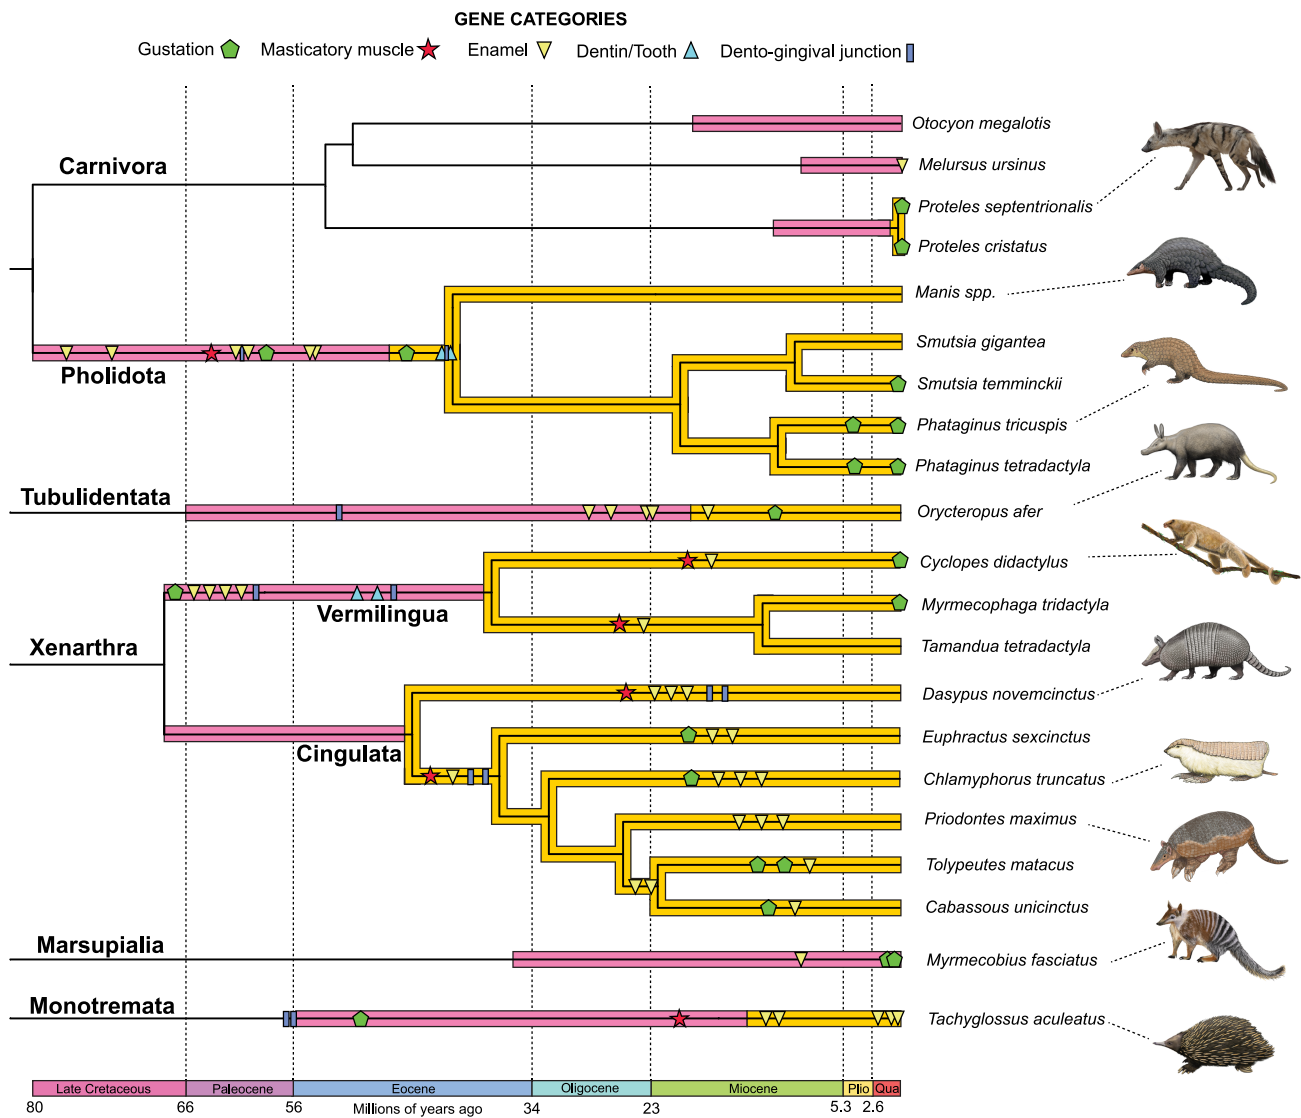 GENE CATEGORIES
Gustation Masticatory muscle Enamel Dentin/Tooth Dento-gingival junction
Otocyon megalotis
Carnivora
Melursus ursinus
Proteles septentrionalis
Proteles cristatus
Manis spp.
Smutsia gigantea
Pholidota
Smutsia temminckii
Phataginus tricuspis
Phataginus tetradactyla
Tubulidentata
Orycteropus afer
Cyclopes didactylus
Myrmecophaga tridactyla
Vermilingua
Xenarthra
Tamandua tetradactyla
Dasypus novemcinctus
Euphractus sexcinctus
Cingulata
Chlamyphorus truncatus
Priodontes maximus
Tolypeutes matacus
Cabassous unicinctus
Marsupialia
Myrmecobius fasciatus
Monotremata
Tachyglossus aculeatus
Late Cretaceous Paleocene Eocene Oligocene Miocene Plio Qua
80 66 56 Millions of years ago 34 23 5.3 2.6